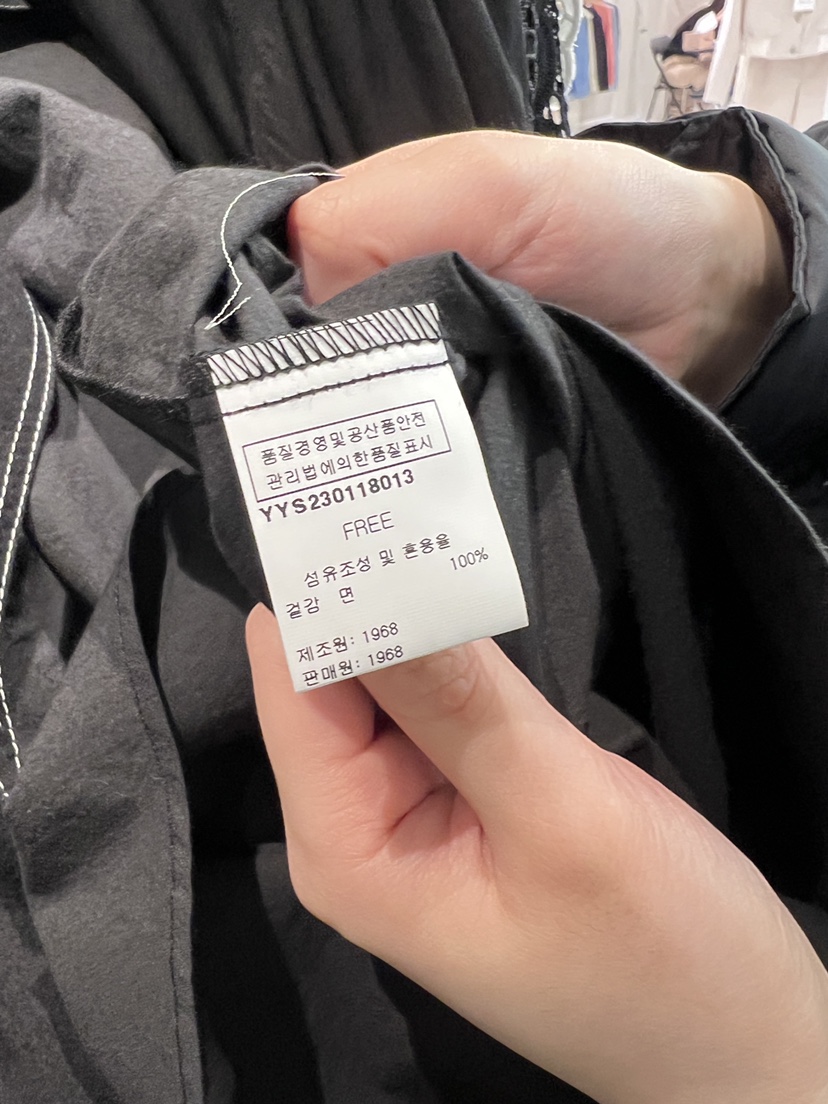 품질경영및공산품안전
관리법에의한품질표시
YYS230118013
FREE
섬유조성 및 혼용율
겉감 면 100%
제조원: 1968
판매원: 1968